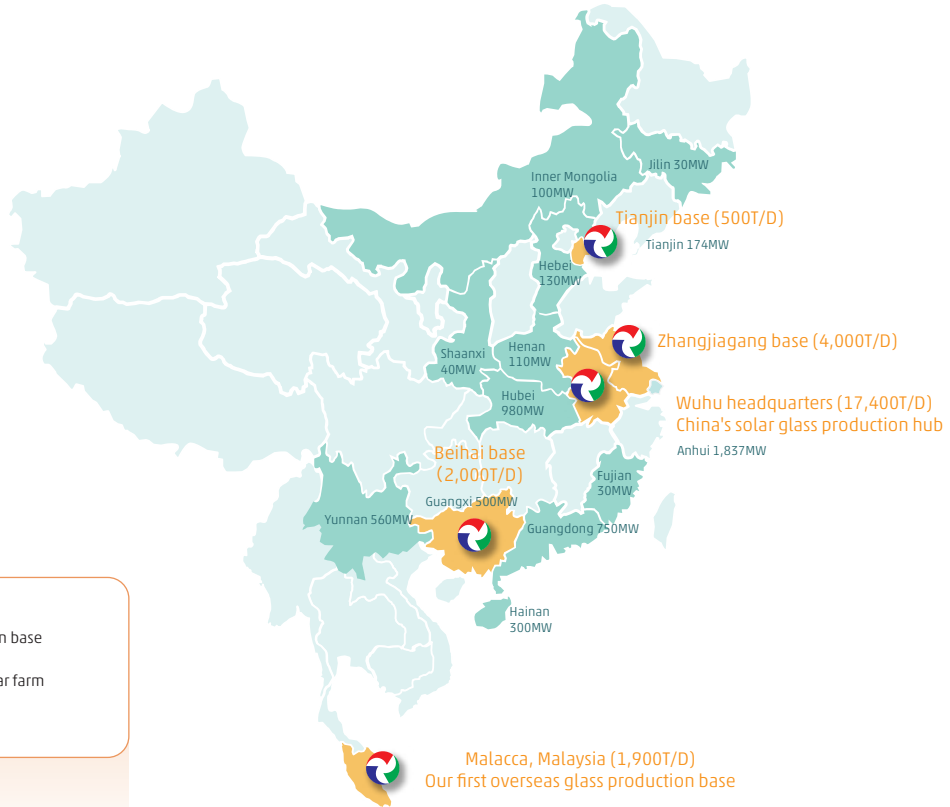 Jilin 30MW
Inner Mongolia
100MW
Tianjin base (500T/D)
Tianjin 174MW
Hebei
130MW
Zhangjiagang base (4,000T/D)
Shaanxi
40MW
Henan
110MW
Hubei
980MW
Wuhu headquarters (17,400T/D)
China's solar glass production hub
Anhui 1,837MW
Beihai base
(2,000T/D)
Guangxi 500MW
Fujian
30MW
Yunnan 560MW
Guangdong 750MW
Hainan
300MW
n base
ar farm
Malacca, Malaysia (1,900T/D)
Our first overseas glass production base